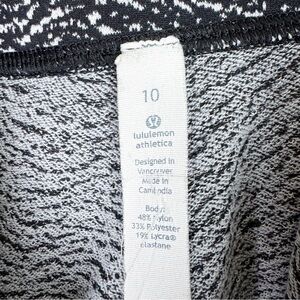 10
lululemon
athletica
Designed in
Vancouver
Made in
Cambodia
Body:
48% Nylon
33% Polyester
19% Lycra®
elastane